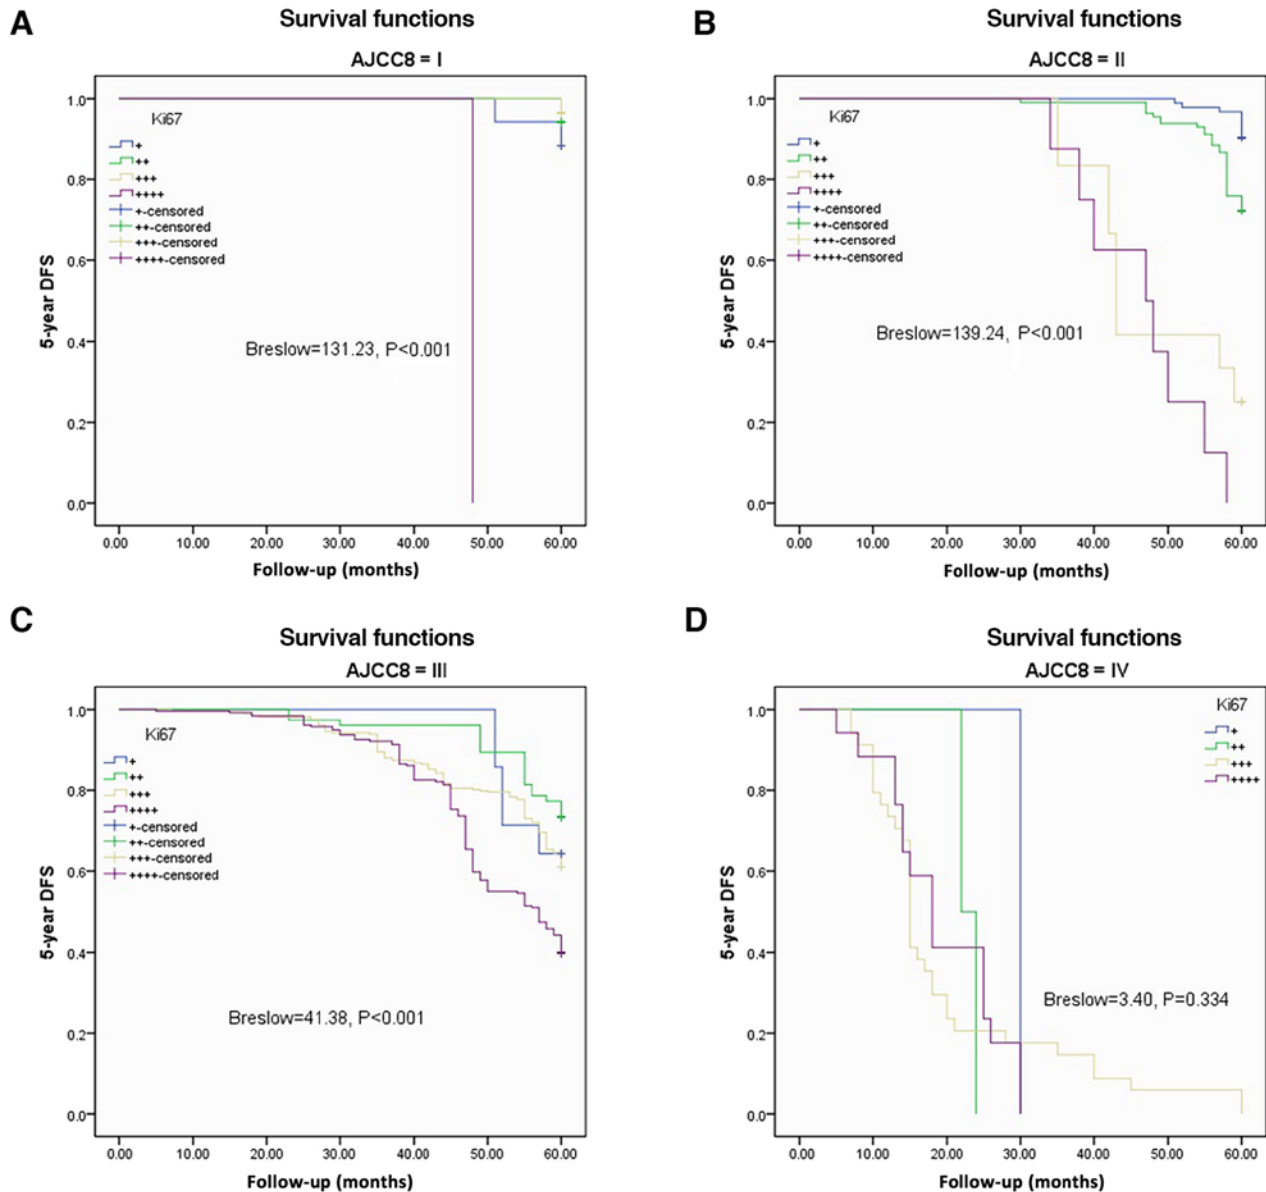 A
Survival functions
AJCC8 = I
Ki67
+
++
+++
++++
+-censored
++-censored
+++-censored
++++-censored
Breslow=131.23, P<0.001
5-year DFS
1.0
0.8
0.6
0.4
0.2
0.0
0.00 10.00 20.00 30.00 40.00 50.00 60.00
Follow-up (months)
B
Survival functions
AJCC8 = II
Ki67
+
++
+++
++++
+-censored
++-censored
+++-censored
++++-censored
Breslow=139.24, P<0.001
5-year DFS
1.0
0.8
0.6
0.4
0.2
0.0
0.00 10.00 20.00 30.00 40.00 50.00 60.00
Follow-up (months)
C
Survival functions
AJCC8 = III
Ki67
+
++
+++
++++
+-censored
++-censored
+++-censored
++++-censored
Breslow=41.38, P<0.001
5-year DFS
1.0
0.8
0.6
0.4
0.2
0.0
0.00 10.00 20.00 30.00 40.00 50.00 60.00
Follow-up (months)
D
Survival functions
AJCC8 = IV
Ki67
+
++
+++
++++
Breslow=3.40, P=0.334
5-year DFS
1.0
0.8
0.6
0.4
0.2
0.0
0.00 10.00 20.00 30.00 40.00 50.00 60.00
Follow-up (months)